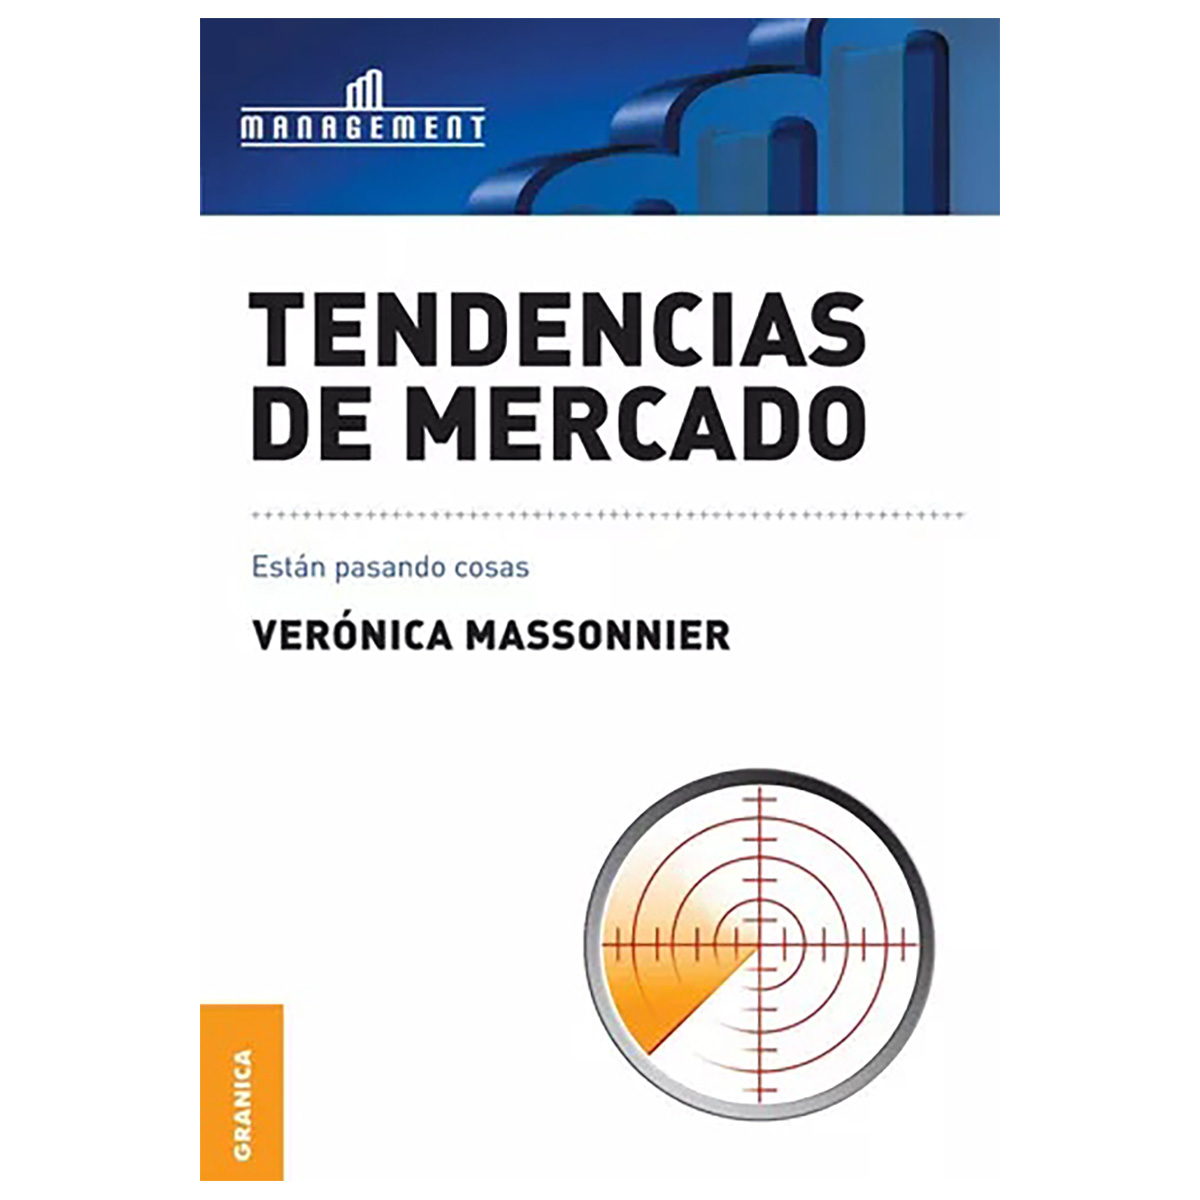 MANAGEMENT
TENDENCIAS
DE MERCADO
Están pasando cosas
VERÓNICA MASSONNIER
GRANICA